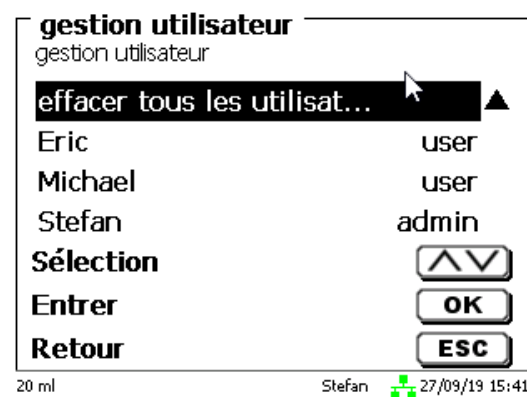 gestion utilisateur
gestion utilisateur
effacer tous les utilisat...
Eric user
Michael user
Stefan admin
Sélection
Entrer OK
Retour ESC
20 ml Stefan 27/09/19 15:41